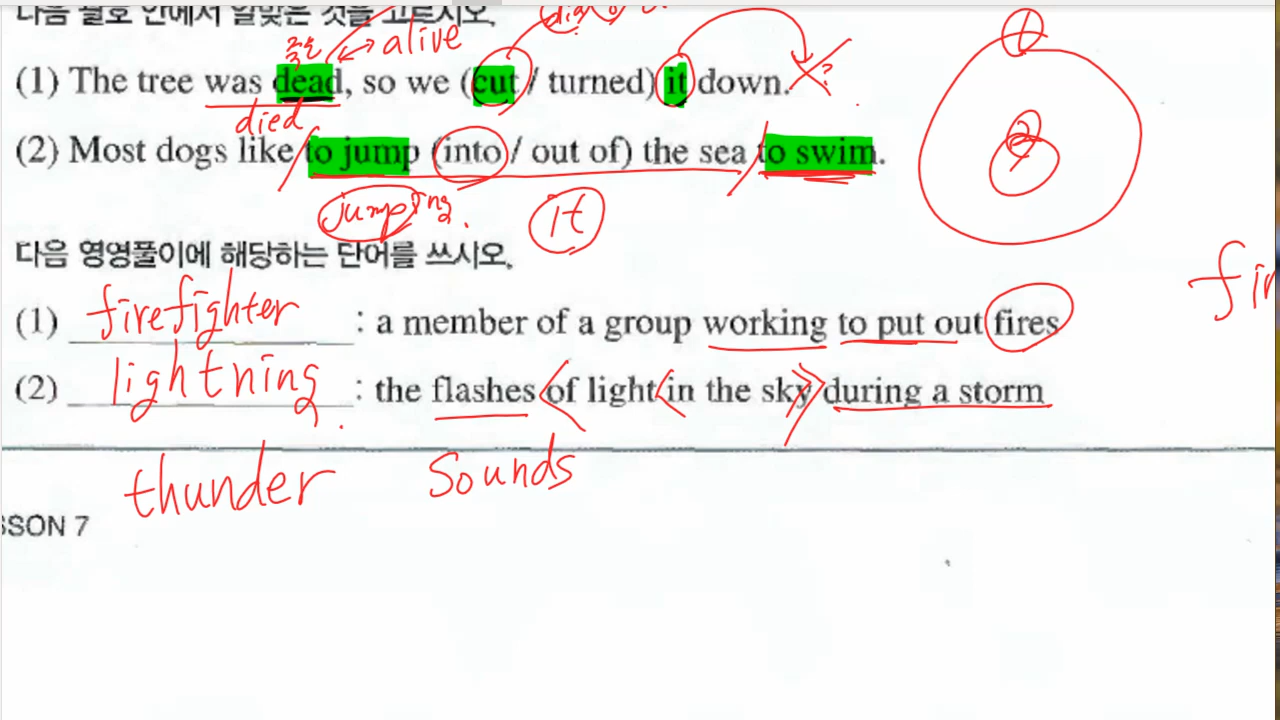 다음 괄호 안에서 알맞은 것을 고르시오.
죽은 ↔ alive
(1) The tree was dead, so we (cut / turned) it down. ?
died
(2) Most dogs like to jump (into / out of) the sea to swim.
jumping. it
다음 영영풀이에 해당하는 단어를 쓰시오.
(1) firefighter : a member of a group working to put out fires
(2) lightning. : the flashes of light in the sky during a storm
thunder sounds
SSON 7